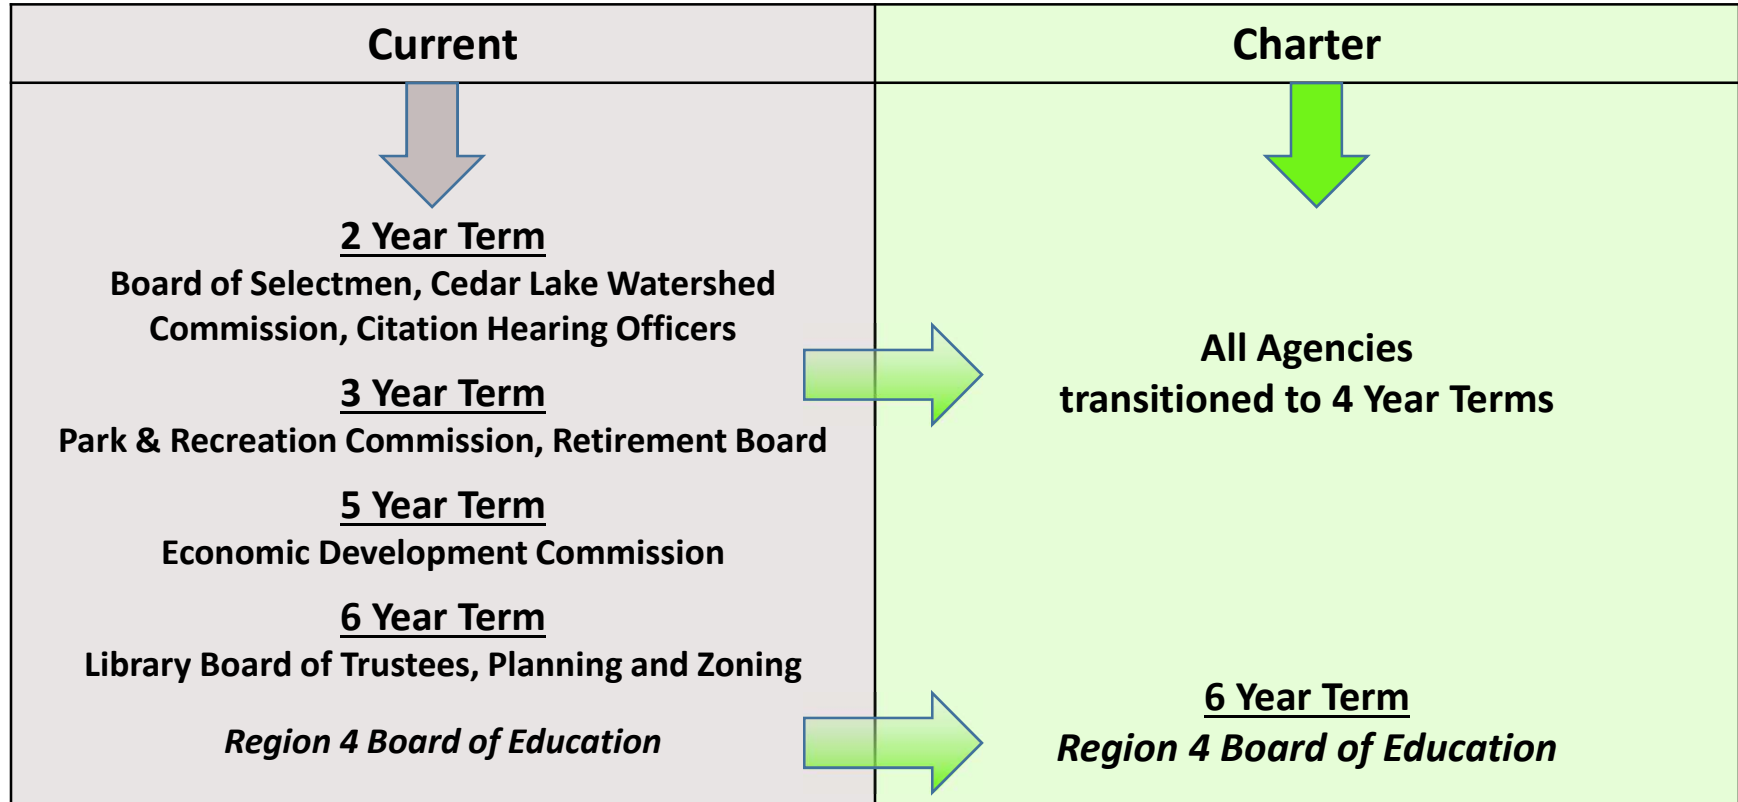 Current
Charter
2 Year Term
Board of Selectmen, Cedar Lake Watershed
Commission, Citation Hearing Officers
3 Year Term
Park & Recreation Commission, Retirement Board
5 Year Term
Economic Development Commission
6 Year Term
Library Board of Trustees, Planning and Zoning
Region 4 Board of Education
All Agencies
transitioned to 4 Year Terms
6 Year Term
Region 4 Board of Education